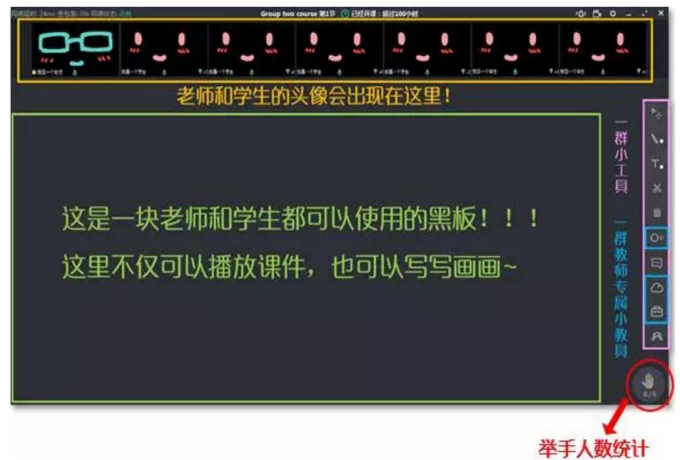 Group two course 第1节 已经开课：超过100小时
老师和学生的头像会出现在这里！
这是一块老师和学生都可以使用的黑板！！！
这里不仅可以播放课件，也可以写写画画~
一群小工具
一群教师专属小教具
0/6
举手人数统计